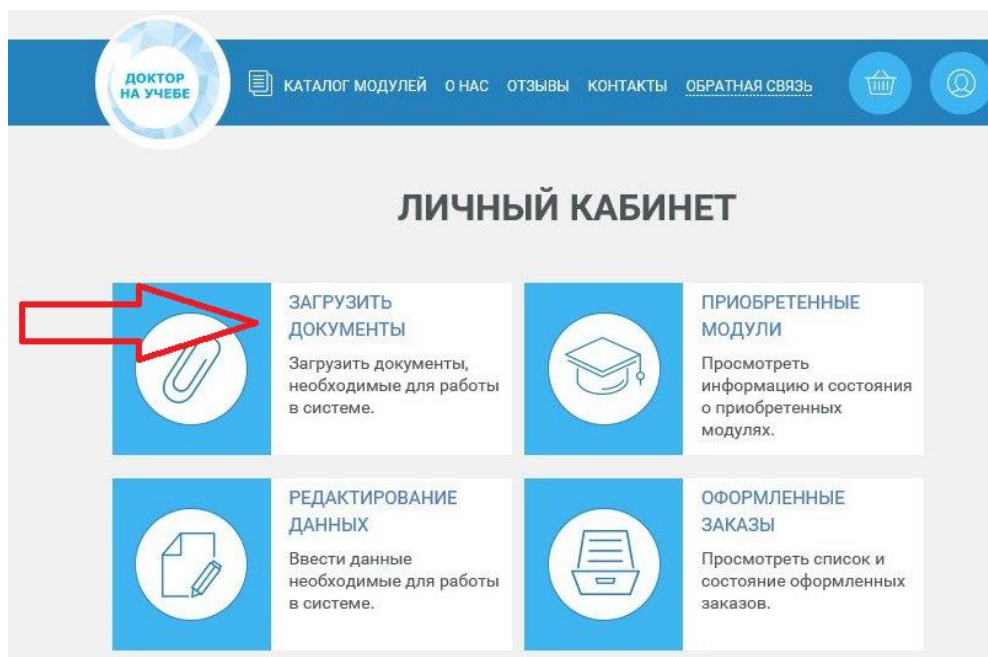 ДОКТОР
НА УЧЕБЕ
КАТАЛОГ МОДУЛЕЙ О НАС ОТЗЫВЫ КОНТАКТЫ ОБРАТНАЯ СВЯЗЬ
ЛИЧНЫЙ КАБИНЕТ
ЗАГРУЗИТЬ
ДОКУМЕНТЫ
Загрузить документы,
необходимые для работы
в системе.
ПРИОБРЕТЕННЫЕ
МОДУЛИ
Просмотреть
информацию и состояния
о приобретенных
модулях.
РЕДАКТИРОВАНИЕ
ДАННЫХ
Ввести данные
необходимые для работы
в системе.
ОФОРМЛЕННЫЕ
ЗАКАЗЫ
Просмотреть список и
состояние оформленных
заказов.